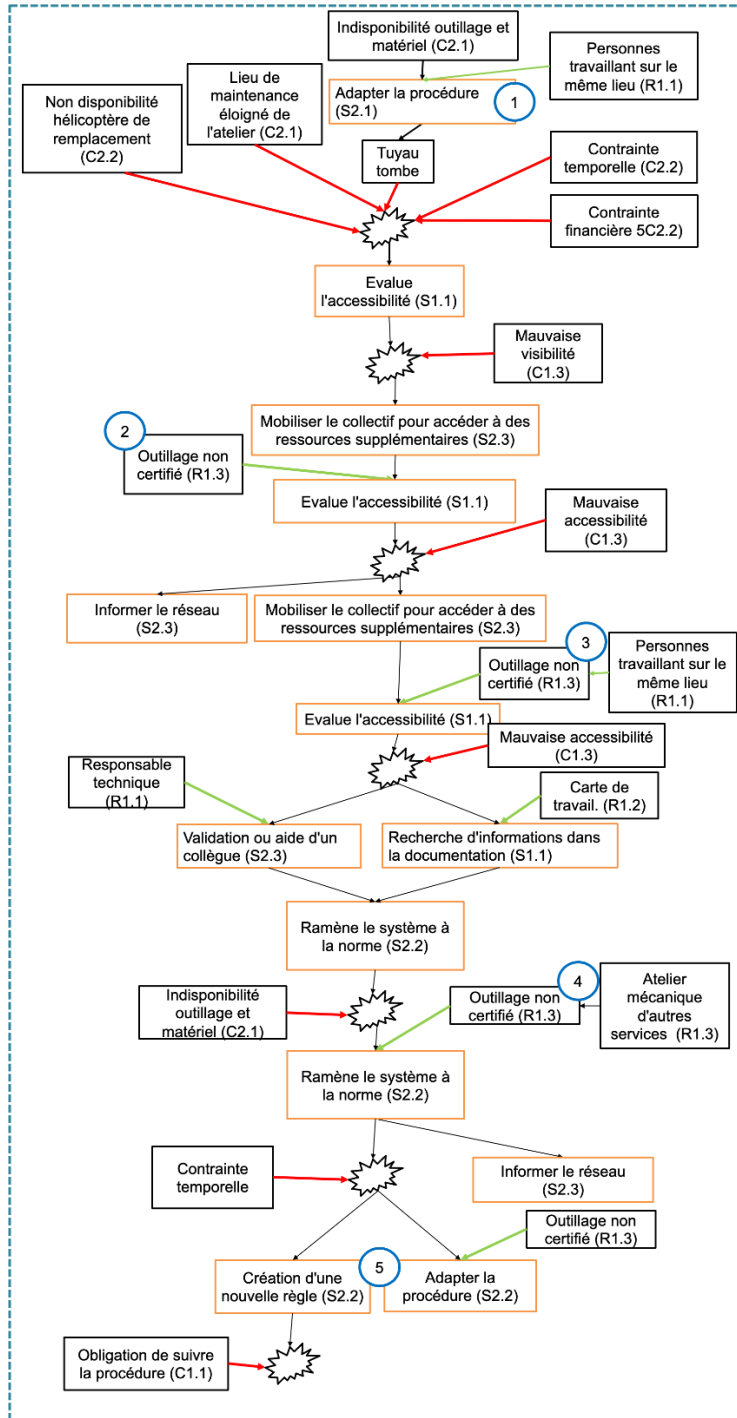 Indisponibilité outillage et
matériel (C2.1)
Personnes
travaillant sur le
même lieu (R1.1)
Lieu de
maintenance
éloigné de
l'atelier (C2.1)
Non disponibilité
hélicoptère de
remplacement
(C2.2)
Adapter la procédure
(S2.1)
1
Tuyau
tombe
Contrainte
temporelle (C2.2)
Contrainte
financière 5C2.2)
Evalue
l'accessibilité (S1.1)
Mauvaise
visibilité
(C1.3)
Mobiliser le collectif pour accéder à des
ressources supplémentaires (S2.3)
2
Outillage non
certifié (R1.3)
Evalue l'accessibilité (S1.1)
Mauvaise
accessibilité
(C1.3)
Informer le réseau
(S2.3)
Mobiliser le collectif pour accéder à des
ressources supplémentaires (S2.3)
3
Outillage non
certifié (R1.3)
Personnes
travaillant sur le
même lieu
(R1.1)
Evalue l'accessibilité (S1.1)
Mauvaise accessibilité
(C1.3)
Responsable
technique
(R1.1)
Carte de
travail. (R1.2)
Validation ou aide d'un
collègue (S2.3)
Recherche d'informations dans
la documentation (S1.1)
Ramène le système à
la norme (S2.2)
4
Indisponibilité
outillage et
matériel (C2.1)
Outillage non
certifié (R1.3)
Atelier
mécanique
d'autres
services (R1.3)
Ramène le système à
la norme (S2.2)
Contrainte
temporelle
Informer le réseau
(S2.3)
Outillage non
certifié (R1.3)
5
Création d'une
nouvelle règle (S2.2)
Adapter la
procédure (S2.2)
Obligation de suivre
la procédure (C1.1)